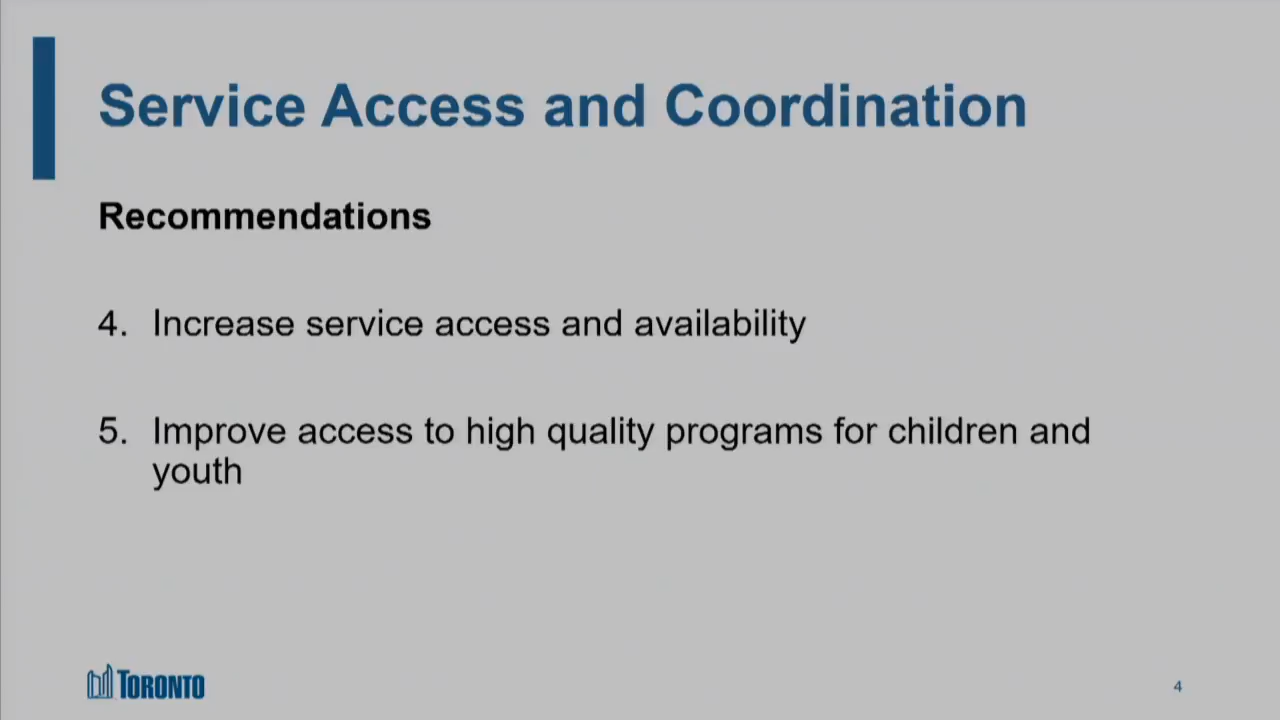 Service Access and Coordination
Recommendations
4. Increase service access and availability
5. Improve access to high quality programs for children and
youth
TORONTO
4